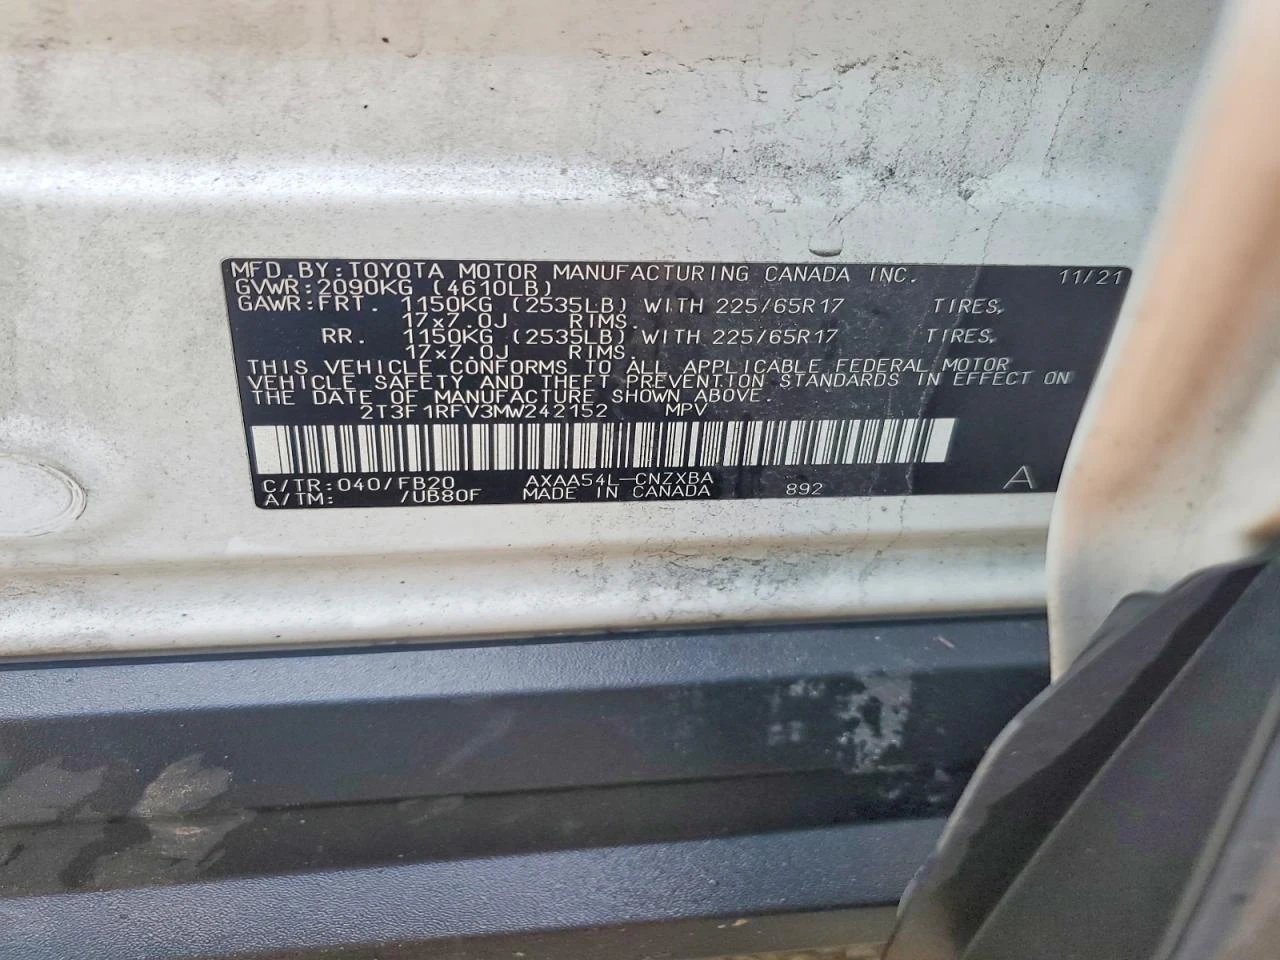 MFD. BY: TOYOTA MOTOR MANUFACTURING CANADA INC. 11/21
GVWR: 2090KG (4610LB)
GAWR: FRT. 1150KG (2535LB) WITH 225/65R17 TIRES,
17x7.0J RIMS.
RR. 1150KG (2535LB) WITH 225/65R17 TIRES,
17x7.0J RIMS.
THIS VEHICLE CONFORMS TO ALL APPLICABLE FEDERAL MOTOR
VEHICLE SAFETY AND THEFT PREVENTION STANDARDS IN EFFECT ON
THE DATE OF MANUFACTURE SHOWN ABOVE.
2T3F1RFV3MW242152 MPV
C/TR: 040/FB20 AXAA54L-CNZXBA
A/TM: /UB80F MADE IN CANADA 892 A